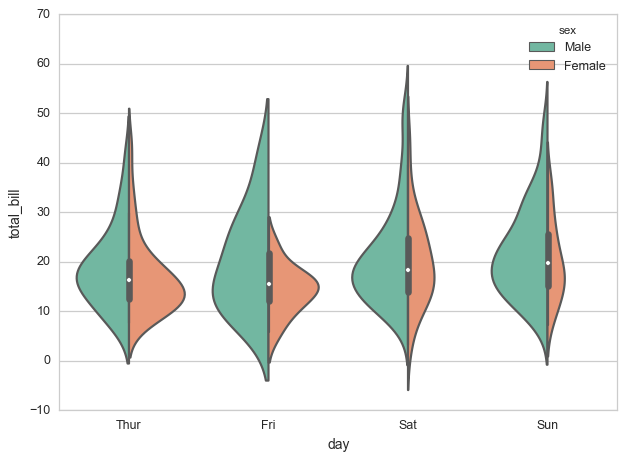 70
60
50
40
30
20
10
0
−10
total_bill
sex
Male
Female
Thur
Fri
Sat
Sun
day